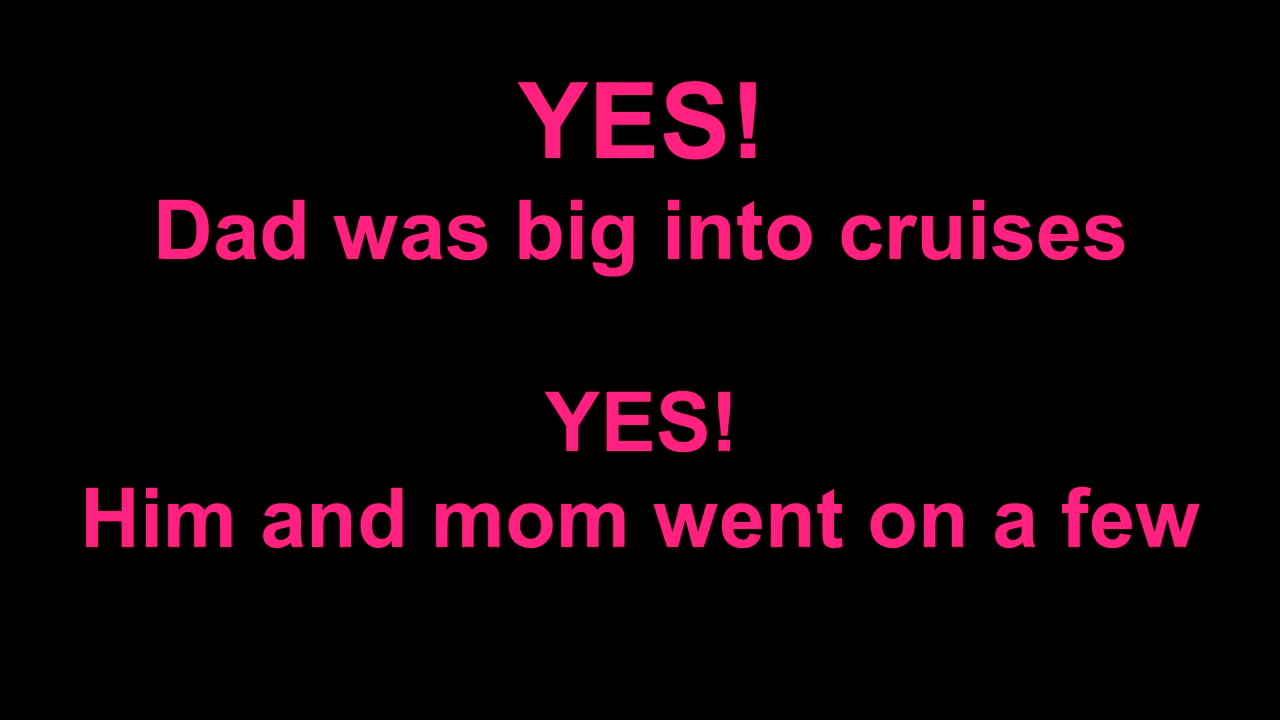 YES!
Dad was big into cruises
YES!
Him and mom went on a few